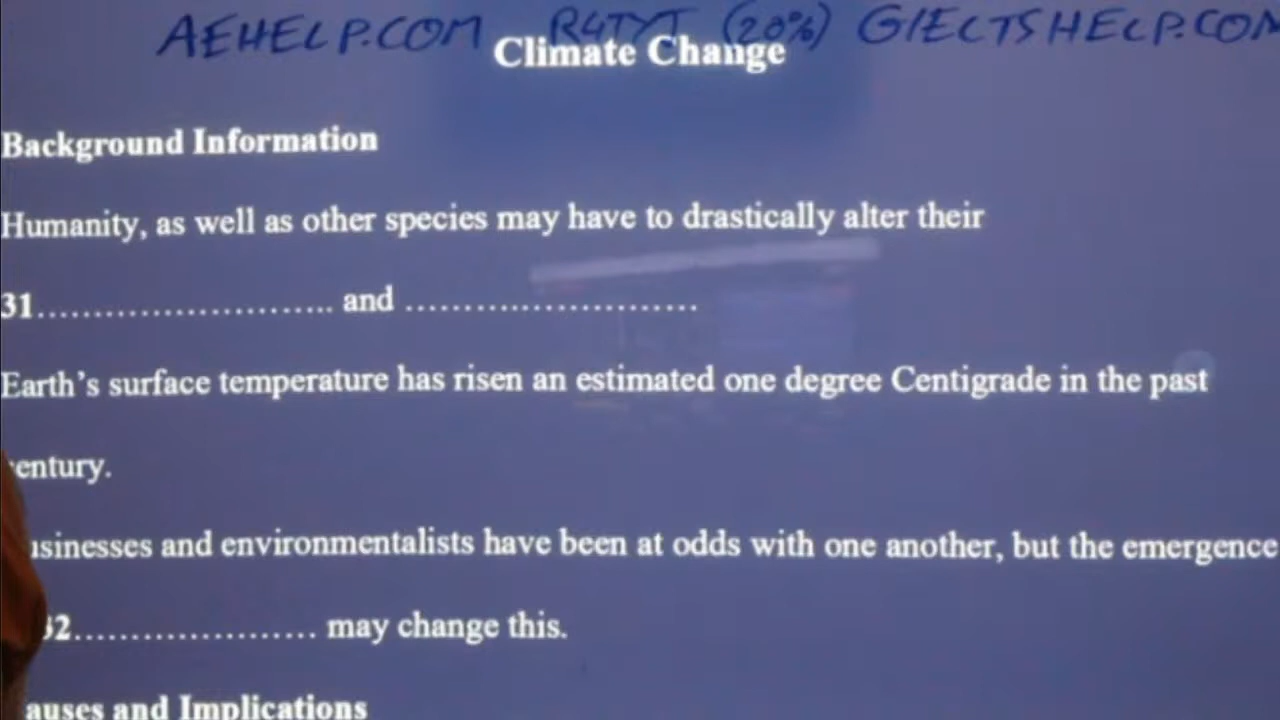 AEHELP.COM R4TYT (20%) GIELTSHELP.COM
Climate Change
Background Information
Humanity, as well as other species may have to drastically alter their
31.......................... and .........................
Earth's surface temperature has risen an estimated one degree Centigrade in the past
entury.
usinesses and environmentalists have been at odds with one another, but the emergence
32..................... may change this.
auses and Implications